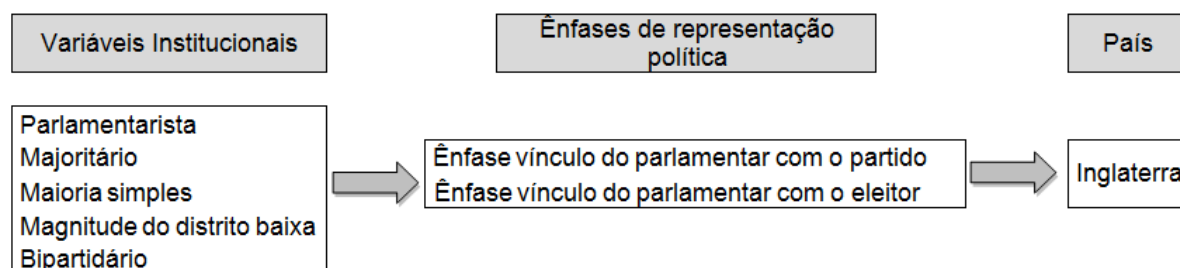 Variáveis Institucionais
Ênfases de representação
política
País
Parlamentarista
Majoritário
Maioria simples
Magnitude do distrito baixa
Bipartidário
Ênfase vínculo do parlamentar com o partido
Ênfase vínculo do parlamentar com o eleitor
Inglaterra